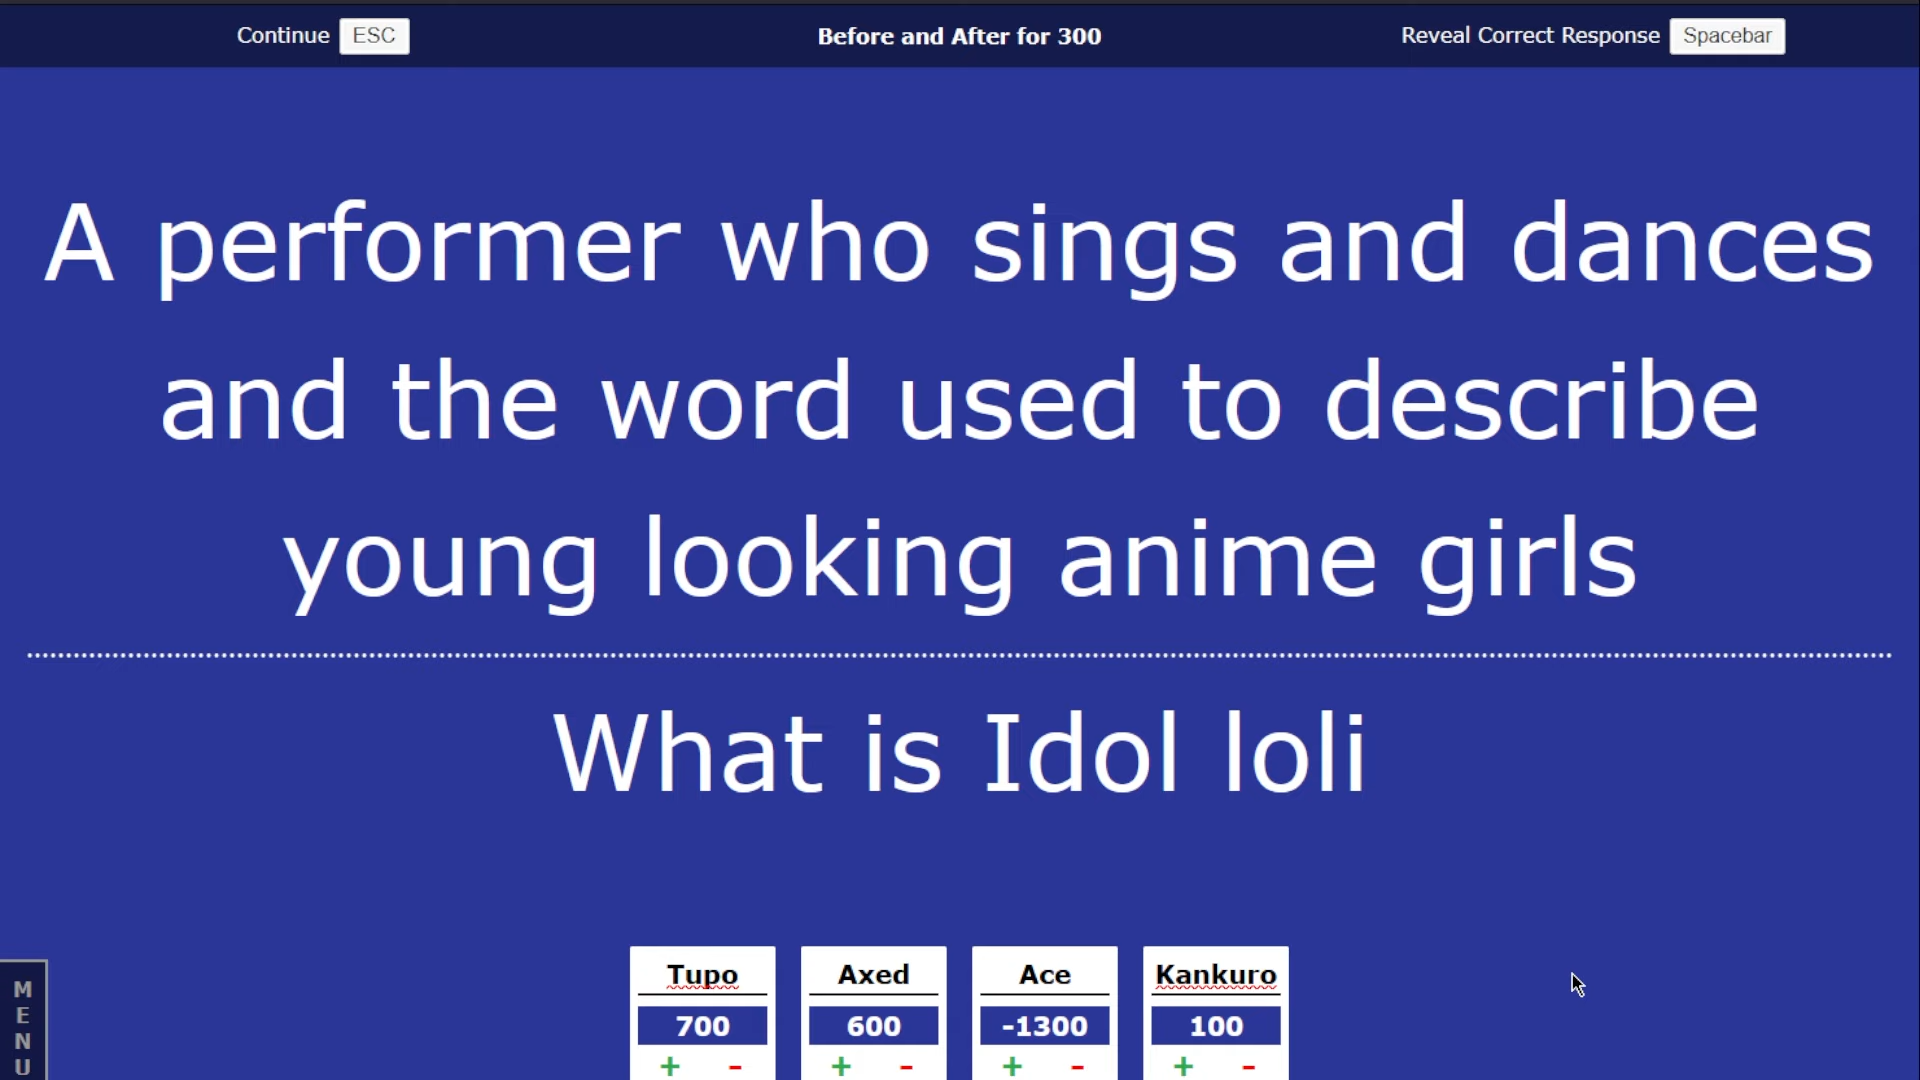 Continue ESC Before and After for 300 Reveal Correct Response Spacebar
A performer who sings and dances
and the word used to describe
young looking anime girls
What is Idol loli
Tupo Axed Ace Kankuro
700 600 -1300 100
+ - + - + - + -
MENU